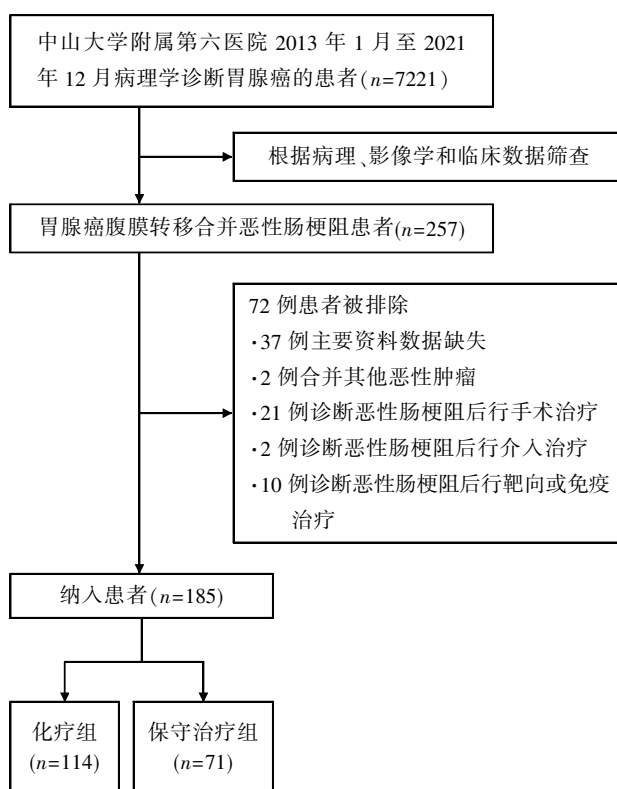 中山大学附属第六医院 2013 年 1 月至 2021
年 12 月病理学诊断胃腺癌的患者(n=7221)
根据病理、影像学和临床数据筛查
胃腺癌腹膜转移合并恶性肠梗阻患者(n=257)
72 例患者被排除
·37 例主要资料数据缺失
·2 例合并其他恶性肿瘤
·21 例诊断恶性肠梗阻后行手术治疗
·2 例诊断恶性肠梗阻后行介入治疗
·10 例诊断恶性肠梗阻后行靶向或免疫
治疗
纳入患者(n=185)
化疗组
(n=114)
保守治疗组
(n=71)